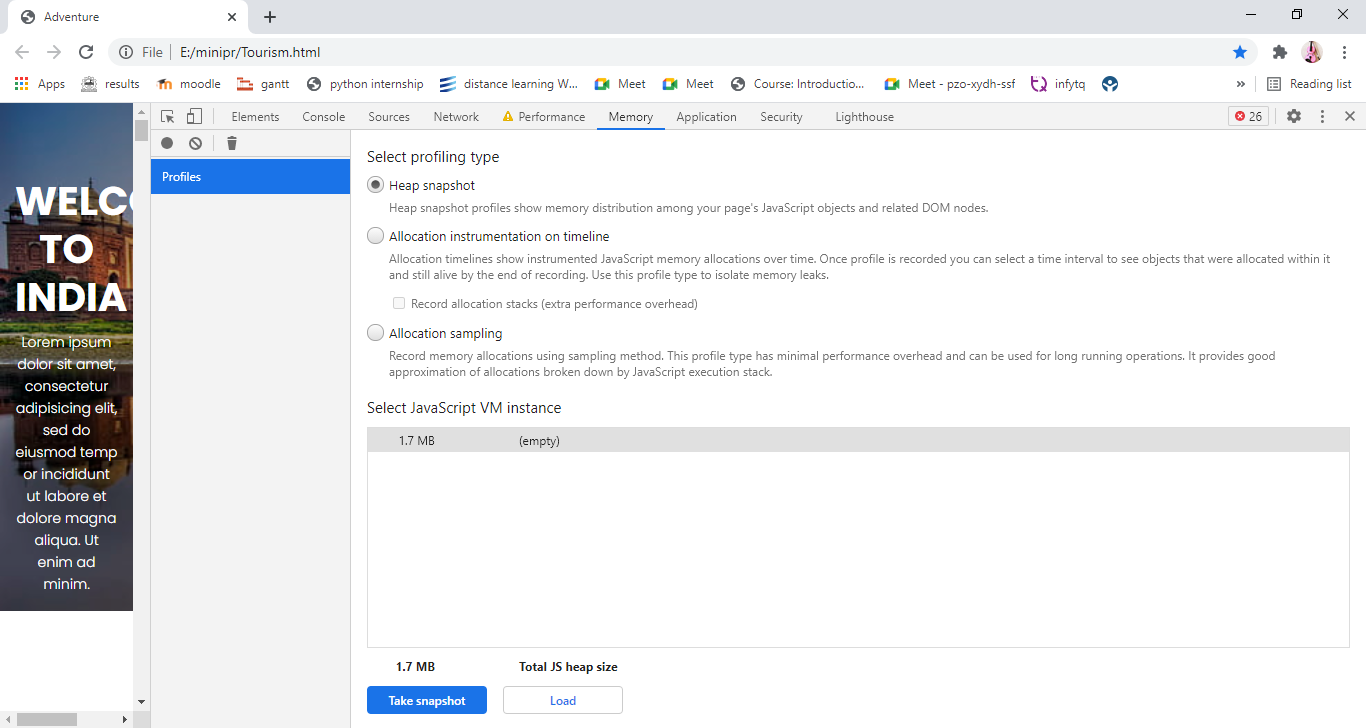 Adventure
File E:/minipr/Tourism.html
Apps results moodle gantt python internship distance learning W... Meet Meet Course: Introductio... Meet - pzo-xydh-ssf infytq » Reading list
Elements Console Sources Network Performance Memory Application Security Lighthouse 26
Profiles
WELCO
TO
INDIA
Lorem ipsum
dolor sit amet,
consectetur
adipisicing elit,
sed do
eiusmod temp
or incididunt
ut labore et
dolore magna
aliqua. Ut
enim ad
minim.
Select profiling type
Heap snapshot
Heap snapshot profiles show memory distribution among your page's JavaScript objects and related DOM nodes.
Allocation instrumentation on timeline
Allocation timelines show instrumented JavaScript memory allocations over time. Once profile is recorded you can select a time interval to see objects that were allocated within it
and still alive by the end of recording. Use this profile type to isolate memory leaks.
Record allocation stacks (extra performance overhead)
Allocation sampling
Record memory allocations using sampling method. This profile type has minimal performance overhead and can be used for long running operations. It provides good
approximation of allocations broken down by JavaScript execution stack.
Select JavaScript VM instance
1.7 MB (empty)
1.7 MB Total JS heap size
Take snapshot Load